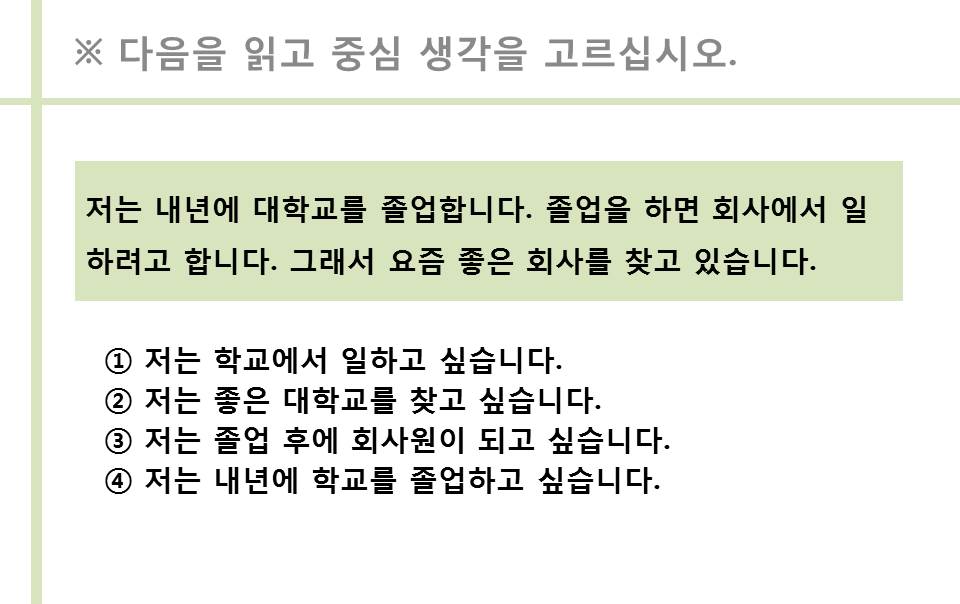 ※ 다음을 읽고 중심 생각을 고르십시오.
저는 내년에 대학교를 졸업합니다. 졸업을 하면 회사에서 일
하려고 합니다. 그래서 요즘 좋은 회사를 찾고 있습니다.
① 저는 학교에서 일하고 싶습니다.
② 저는 좋은 대학교를 찾고 싶습니다.
③ 저는 졸업 후에 회사원이 되고 싶습니다.
④ 저는 내년에 학교를 졸업하고 싶습니다.